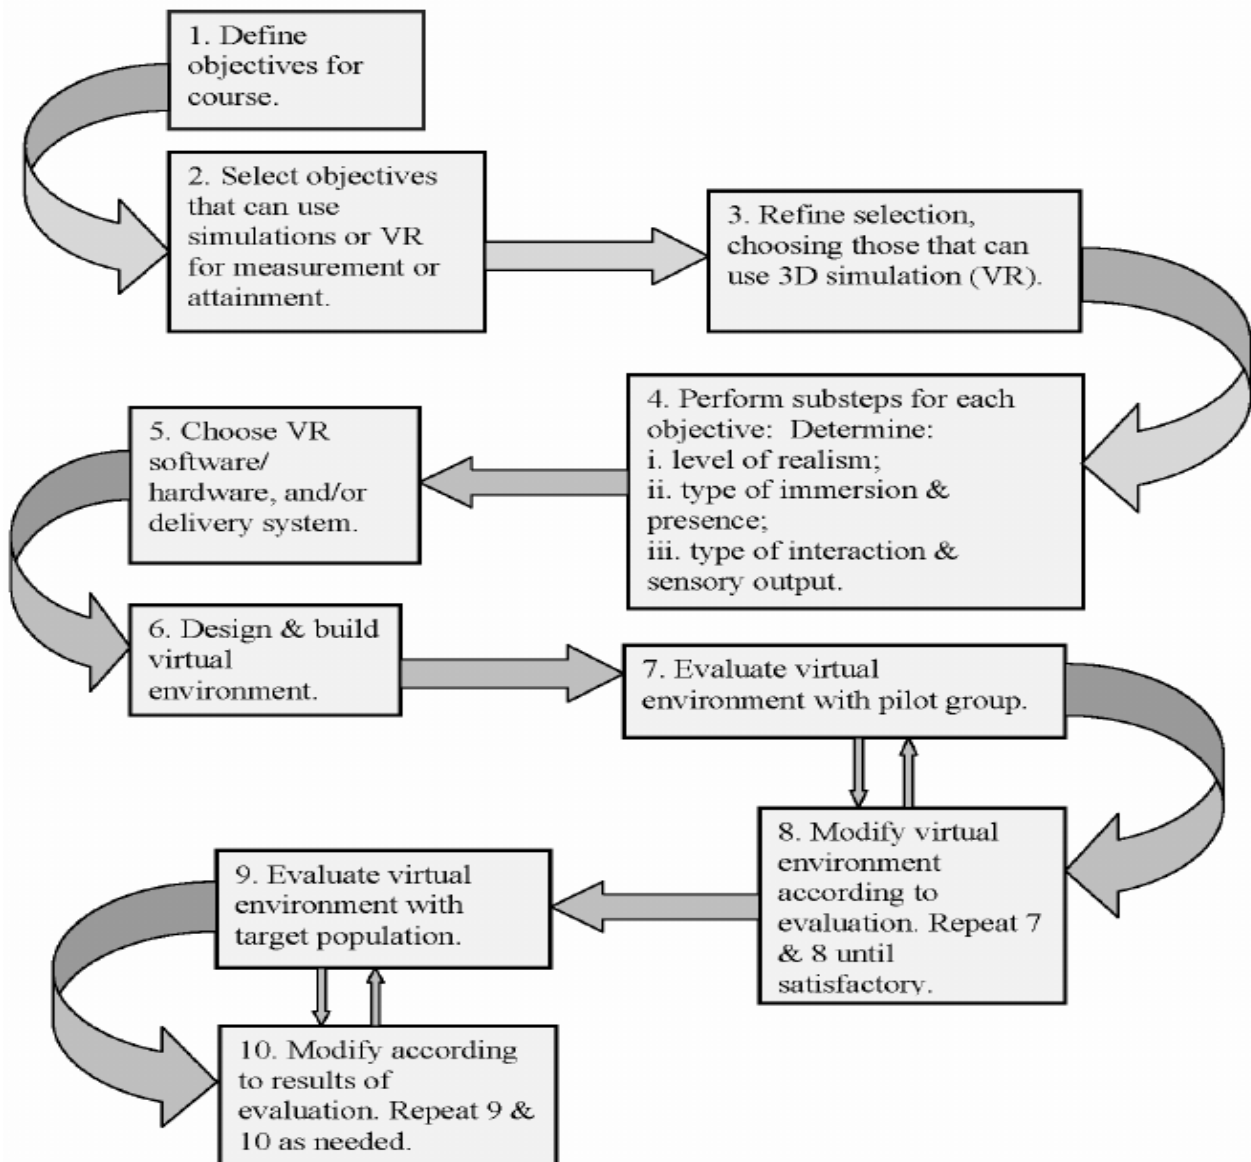 1. Define
objectives for
course.
2. Select objectives
that can use
simulations or VR
for measurement or
attainment.
3. Refine selection,
choosing those that can
use 3D simulation (VR).
4. Perform substeps for each
objective:  Determine:
i. level of realism;
ii. type of immersion &
presence;
iii. type of interaction &
sensory output.
5. Choose VR
software/
hardware, and/or
delivery system.
6. Design & build
virtual
environment.
7. Evaluate virtual
environment with pilot group.
8. Modify virtual
environment
according to
evaluation. Repeat 7
& 8 until
satisfactory.
9. Evaluate virtual
environment with
target population.
10. Modify according
to results of
evaluation. Repeat 9 &
10 as needed.